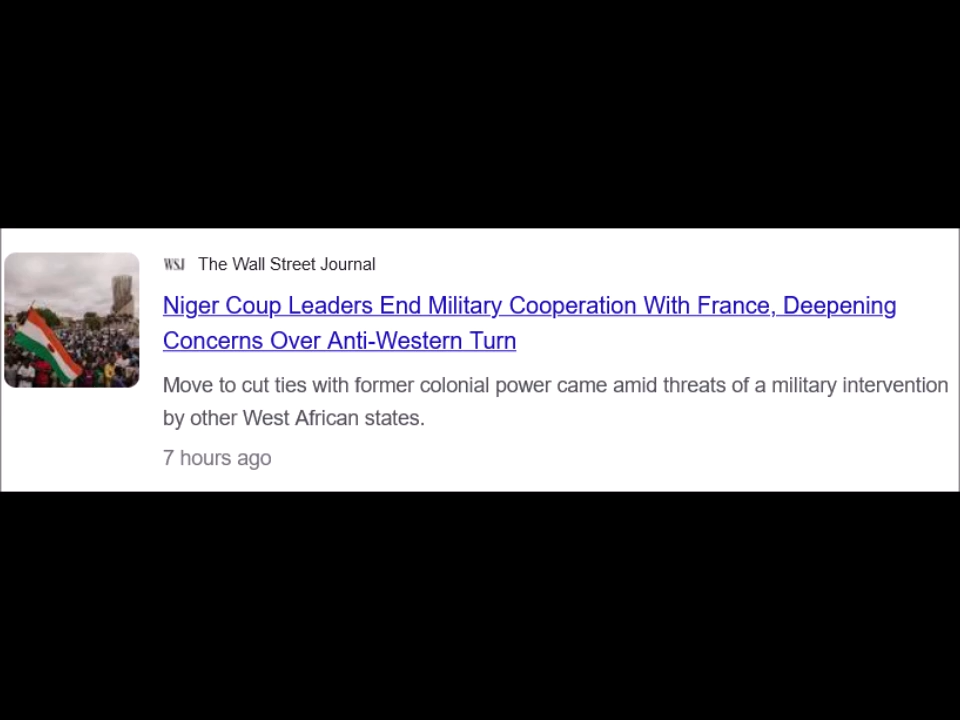 WSJ The Wall Street Journal
Niger Coup Leaders End Military Cooperation With France, Deepening
Concerns Over Anti-Western Turn
Move to cut ties with former colonial power came amid threats of a military intervention
by other West African states.
7 hours ago